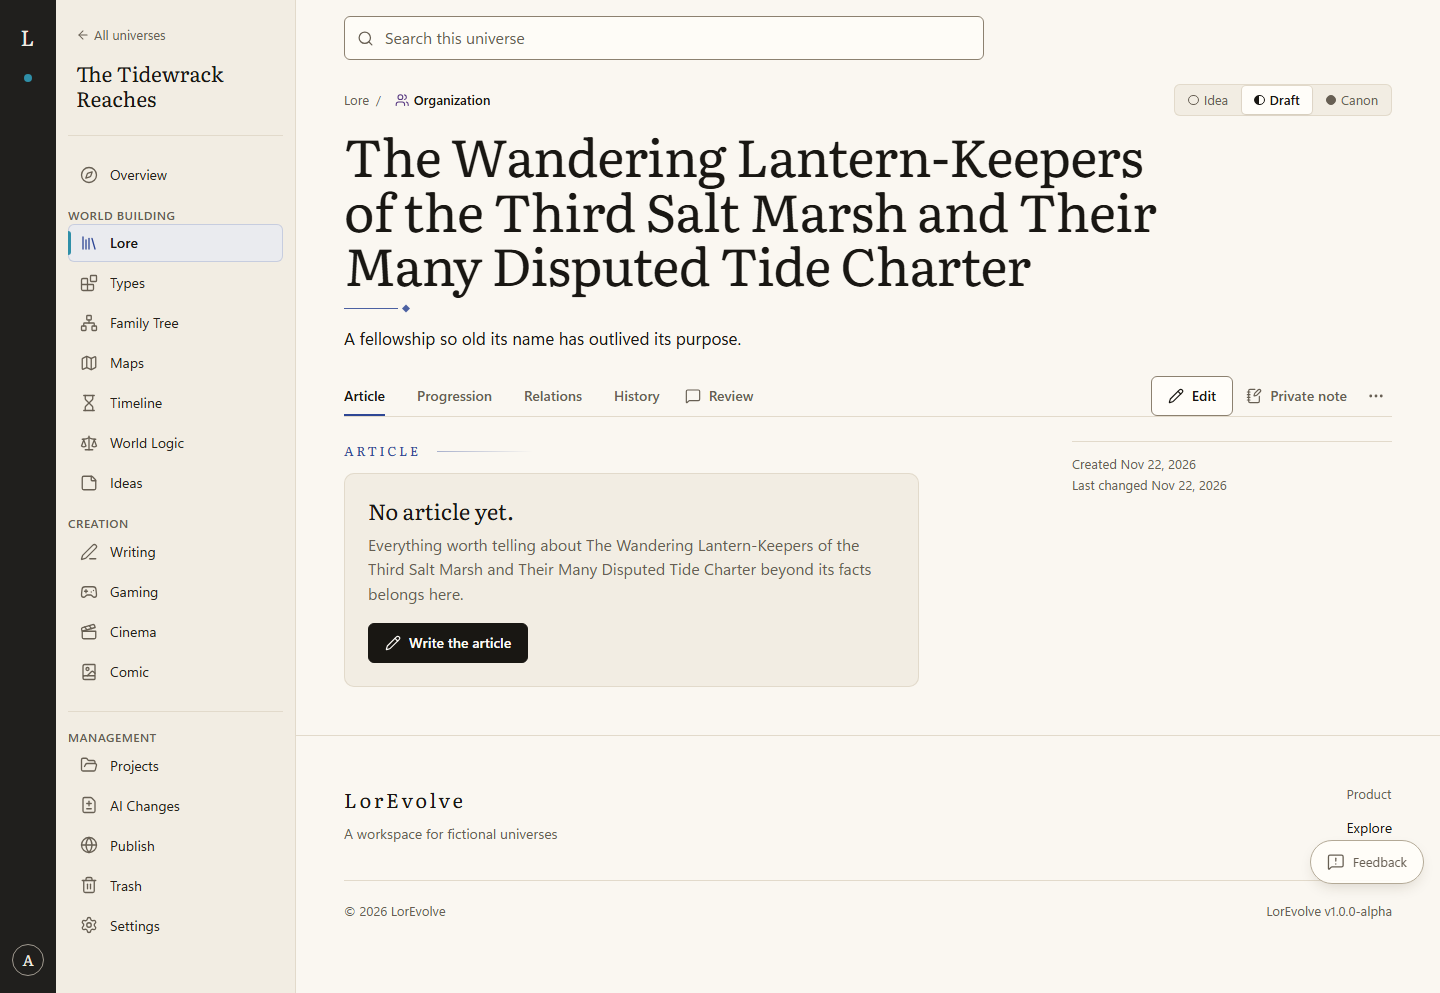 L
← All universes
The Tidewrack
Reaches
Overview
WORLD BUILDING
Lore
Types
Family Tree
Maps
Timeline
World Logic
Ideas
CREATION
Writing
Gaming
Cinema
Comic
MANAGEMENT
Projects
AI Changes
Publish
Trash
Settings
A
Search this universe
Lore / Organization
Idea Draft Canon
The Wandering Lantern-Keepers
of the Third Salt Marsh and Their
Many Disputed Tide Charter
A fellowship so old its name has outlived its purpose.
Article Progression Relations History Review
Edit Private note ...
ARTICLE
No article yet.
Everything worth telling about The Wandering Lantern-Keepers of the
Third Salt Marsh and Their Many Disputed Tide Charter beyond its facts
belongs here.
Write the article
Created Nov 22, 2026
Last changed Nov 22, 2026
LorEvolve
A workspace for fictional universes
Product
Explore
Feedback
© 2026 LorEvolve
LorEvolve v1.0.0-alpha